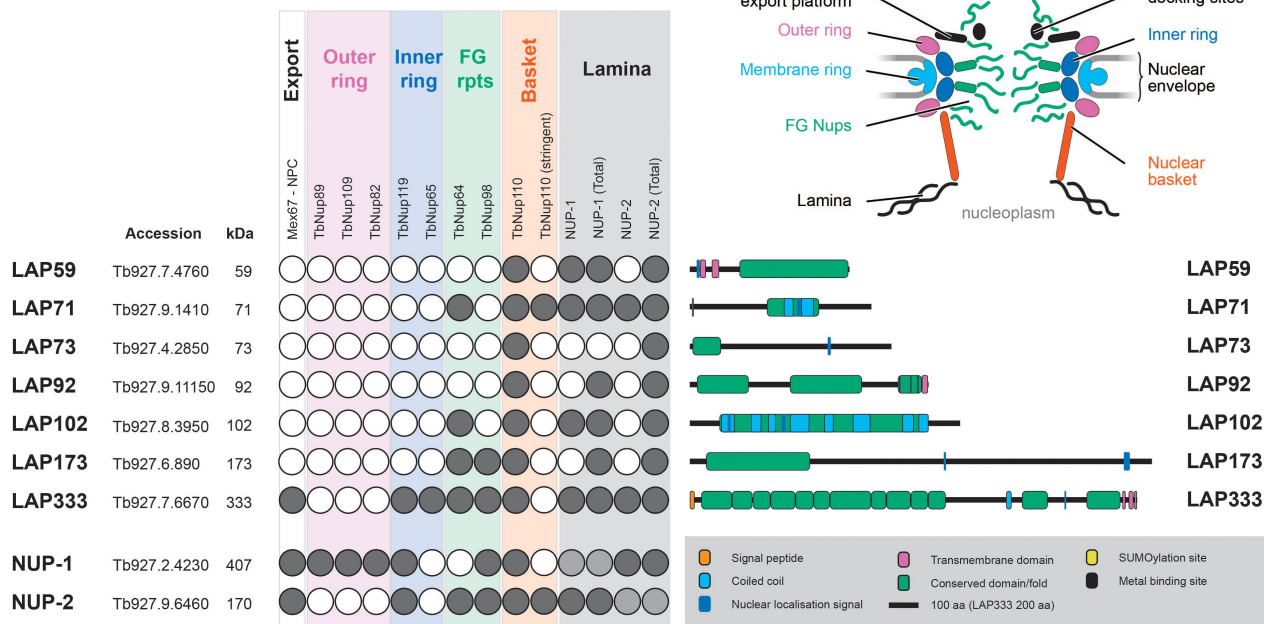 export platform
docking sites
Outer ring
Inner ring
Membrane ring
Nuclear
envelope
FG Nups
Nuclear
basket
Lamina
nucleoplasm
Export
Outer
ring
Inner
ring
FG
rpts
Basket
Lamina
Mex67 - NPC
TbNup89
TbNup109
TbNup82
TbNup119
TbNup65
TbNup64
TbNup98
TbNup110
TbNup110 (stringent)
NUP-1
NUP-1 (Total)
NUP-2
NUP-2 (Total)
Accession kDa
LAP59 Tb927.7.4760 59 LAP59
LAP71 Tb927.9.1410 71 LAP71
LAP73 Tb927.4.2850 73 LAP73
LAP92 Tb927.9.11150 92 LAP92
LAP102 Tb927.8.3950 102 LAP102
LAP173 Tb927.6.890 173 LAP173
LAP333 Tb927.7.6670 333 LAP333
NUP-1 Tb927.2.4230 407
NUP-2 Tb927.9.6460 170
Signal peptide
Coiled coil
Nuclear localisation signal
Transmembrane domain
Conserved domain/fold
100 aa (LAP333 200 aa)
SUMOylation site
Metal binding site